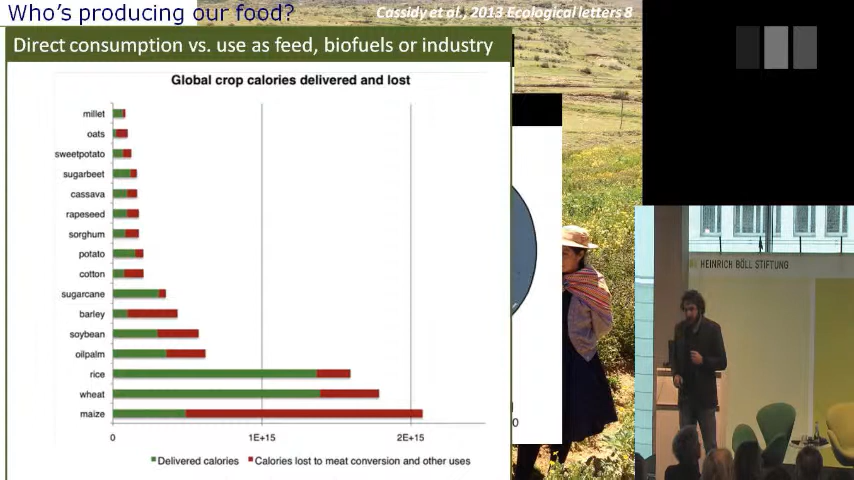 Who's producing our food?
Cassidy et al., 2013 Ecological letters 8
Direct consumption vs. use as feed, biofuels or industry
Global crop calories delivered and lost
millet
oats
sweetpotato
sugarbeet
cassava
rapeseed
sorghum
potato
cotton
sugarcane
barley
soybean
oilpalm
rice
wheat
maize
0 1E+15 2E+15
Delivered calories Calories lost to meat conversion and other uses
0
HEINRICH BÖLL STIFTUNG